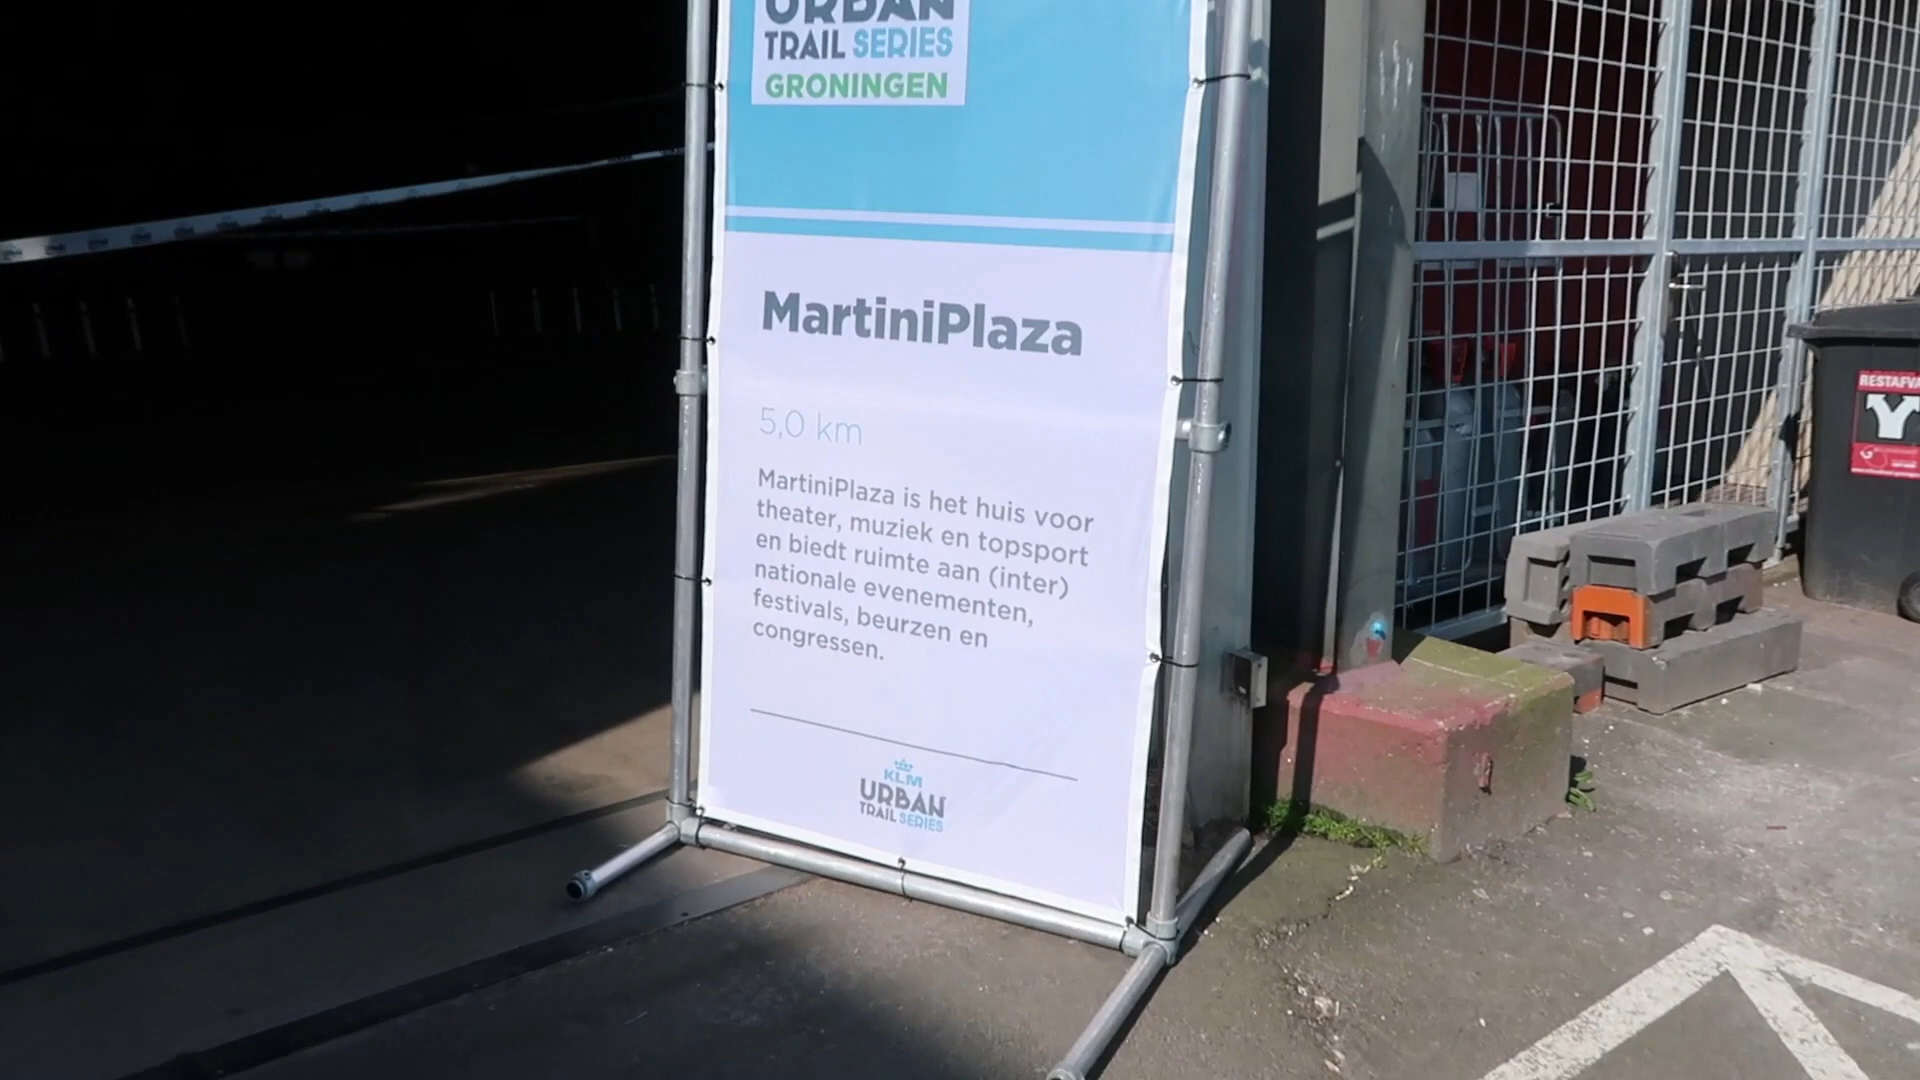 URBAN
TRAIL SERIES
GRONINGEN
MartiniPlaza
5,0 km
MartiniPlaza is het huis voor
theater, muziek en topsport
en biedt ruimte aan (inter)
nationale evenementen,
festivals, beurzen en
congressen.
KLM
URBAN
TRAIL SERIES
RESTAFVA